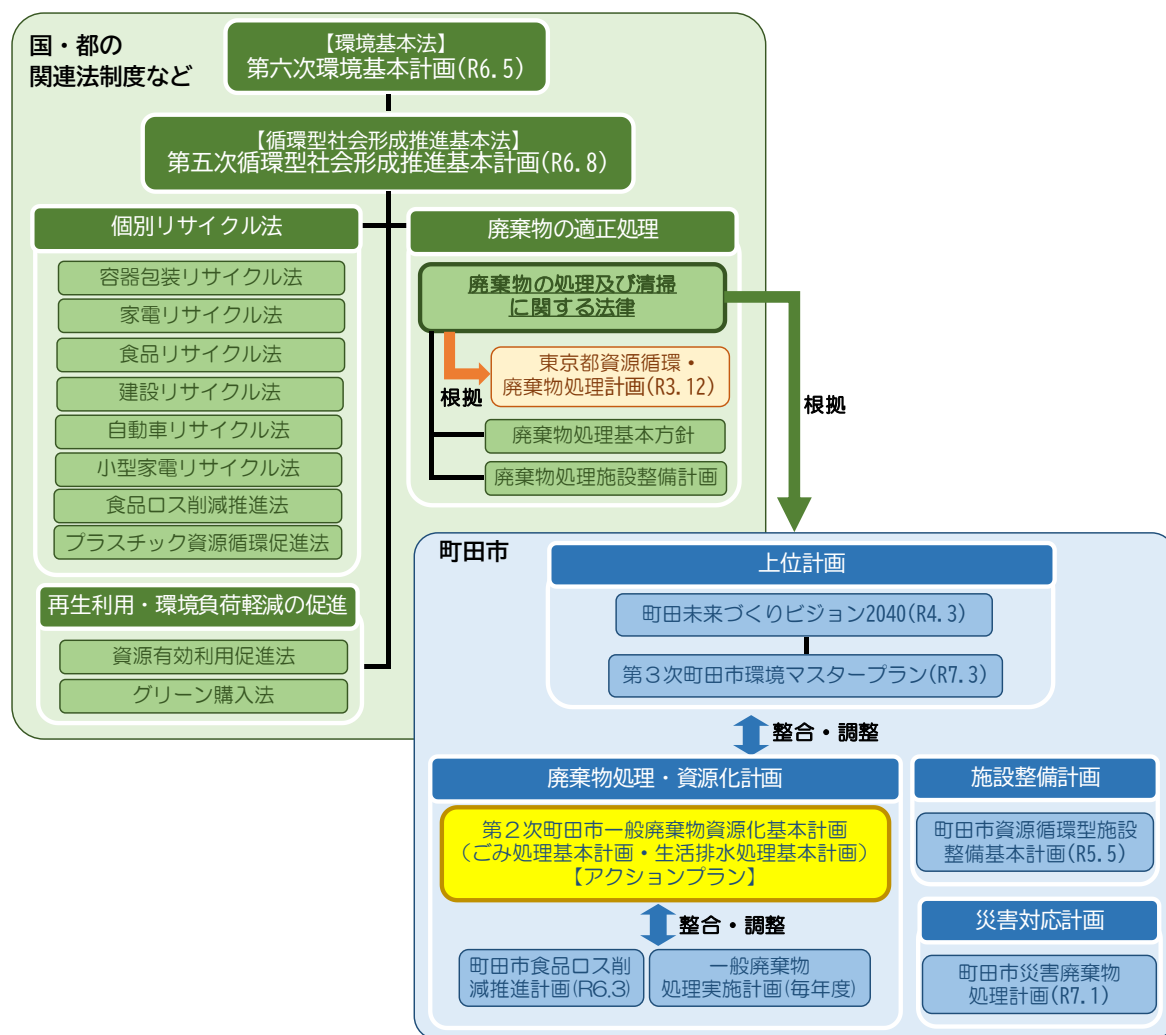 国・都の
関連法制度など
【環境基本法】
第六次環境基本計画(R6.5)
【循環型社会形成推進基本法】
第五次循環型社会形成推進基本計画(R6.8)
個別リサイクル法
容器包装リサイクル法
家電リサイクル法
食品リサイクル法
建設リサイクル法
自動車リサイクル法
小型家電リサイクル法
食品ロス削減推進法
プラスチック資源循環促進法
再生利用・環境負荷軽減の促進
資源有効利用促進法
グリーン購入法
廃棄物の適正処理
廃棄物の処理及び清掃
に関する法律
東京都資源循環・
廃棄物処理計画(R3.12)
根拠
廃棄物処理基本方針
廃棄物処理施設整備計画
根拠
町田市
上位計画
町田未来づくりビジョン2040(R4.3)
第3次町田市環境マスタープラン(R7.3)
整合・調整
廃棄物処理・資源化計画
第2次町田市一般廃棄物資源化基本計画
（ごみ処理基本計画・生活排水処理基本計画）
【アクションプラン】
整合・調整
町田市食品ロス削
減推進計画(R6.3)
一般廃棄物
処理実施計画(毎年度)
施設整備計画
町田市資源循環型施設
整備基本計画(R5.5)
災害対応計画
町田市災害廃棄物
処理計画(R7.1)